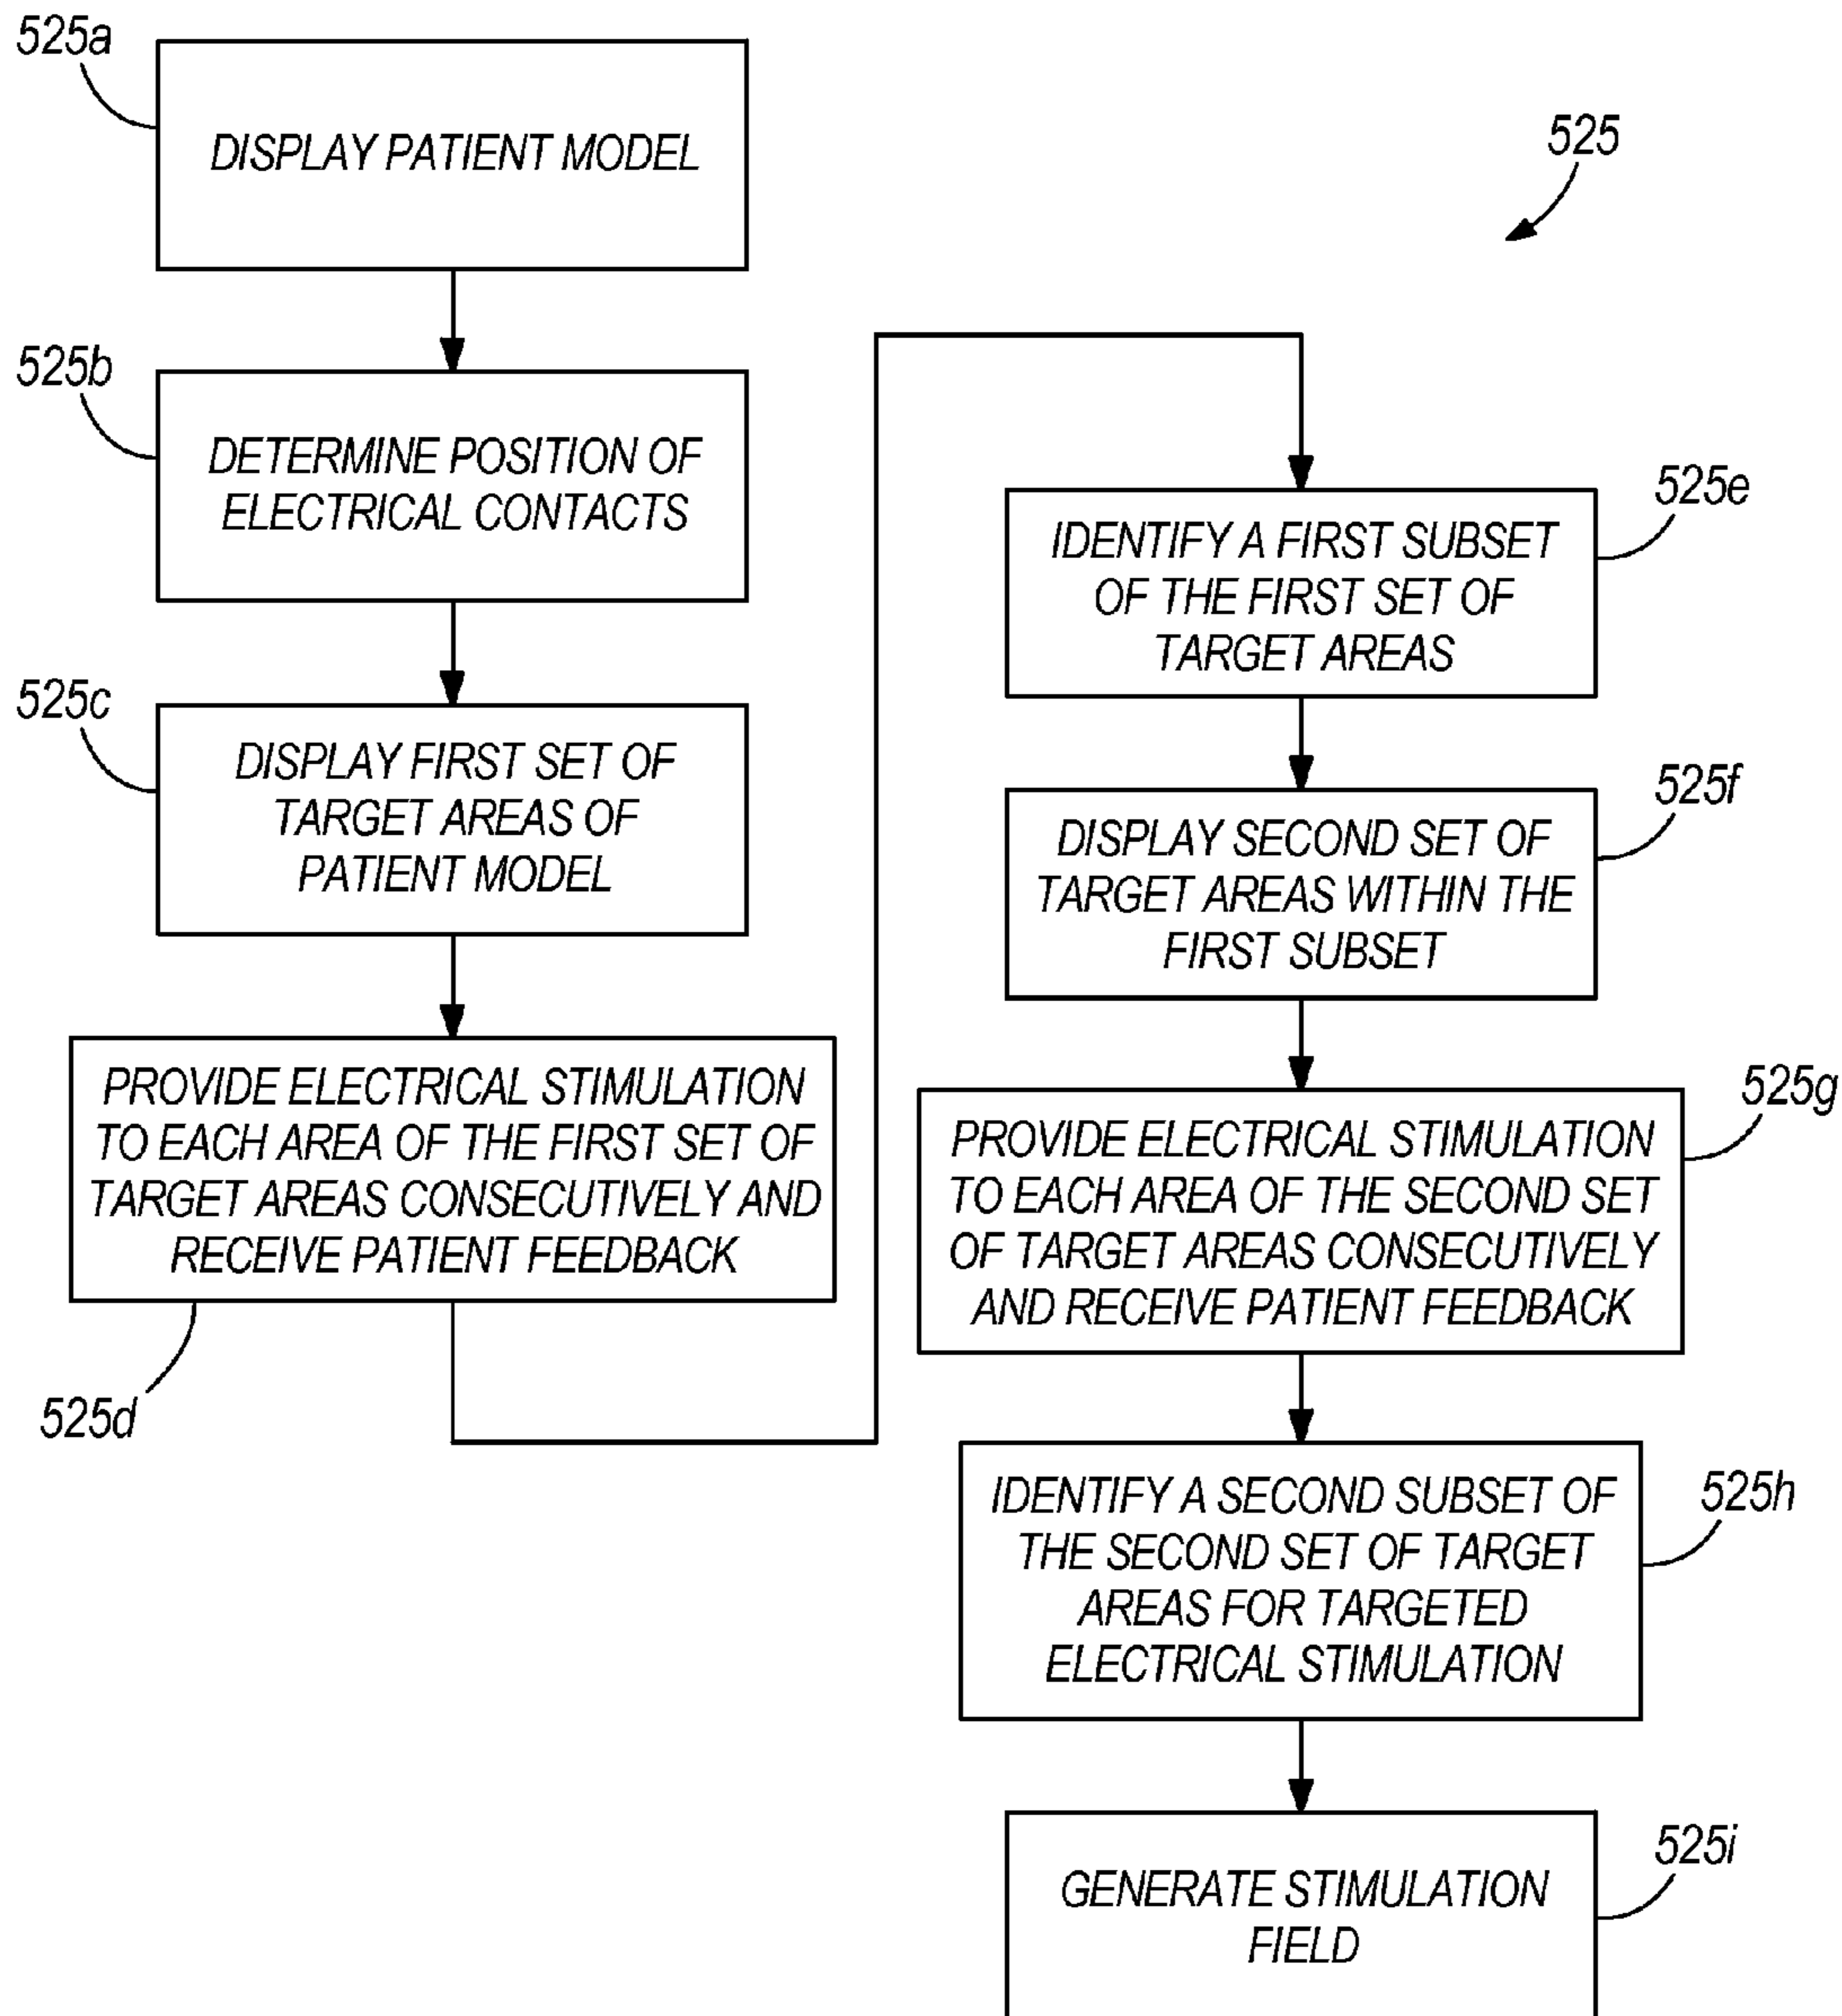 525a
DISPLAY PATIENT MODEL
525
525b
DETERMINE POSITION OF
ELECTRICAL CONTACTS
525c
DISPLAY FIRST SET OF
TARGET AREAS OF
PATIENT MODEL
PROVIDE ELECTRICAL STIMULATION
TO EACH AREA OF THE FIRST SET OF
TARGET AREAS CONSECUTIVELY AND
RECEIVE PATIENT FEEDBACK
525d
525e
IDENTIFY A FIRST SUBSET
OF THE FIRST SET OF
TARGET AREAS
525f
DISPLAY SECOND SET OF
TARGET AREAS WITHIN THE
FIRST SUBSET
525g
PROVIDE ELECTRICAL STIMULATION
TO EACH AREA OF THE SECOND SET
OF TARGET AREAS CONSECUTIVELY
AND RECEIVE PATIENT FEEDBACK
525h
IDENTIFY A SECOND SUBSET OF
THE SECOND SET OF TARGET
AREAS FOR TARGETED
ELECTRICAL STIMULATION
525i
GENERATE STIMULATION
FIELD